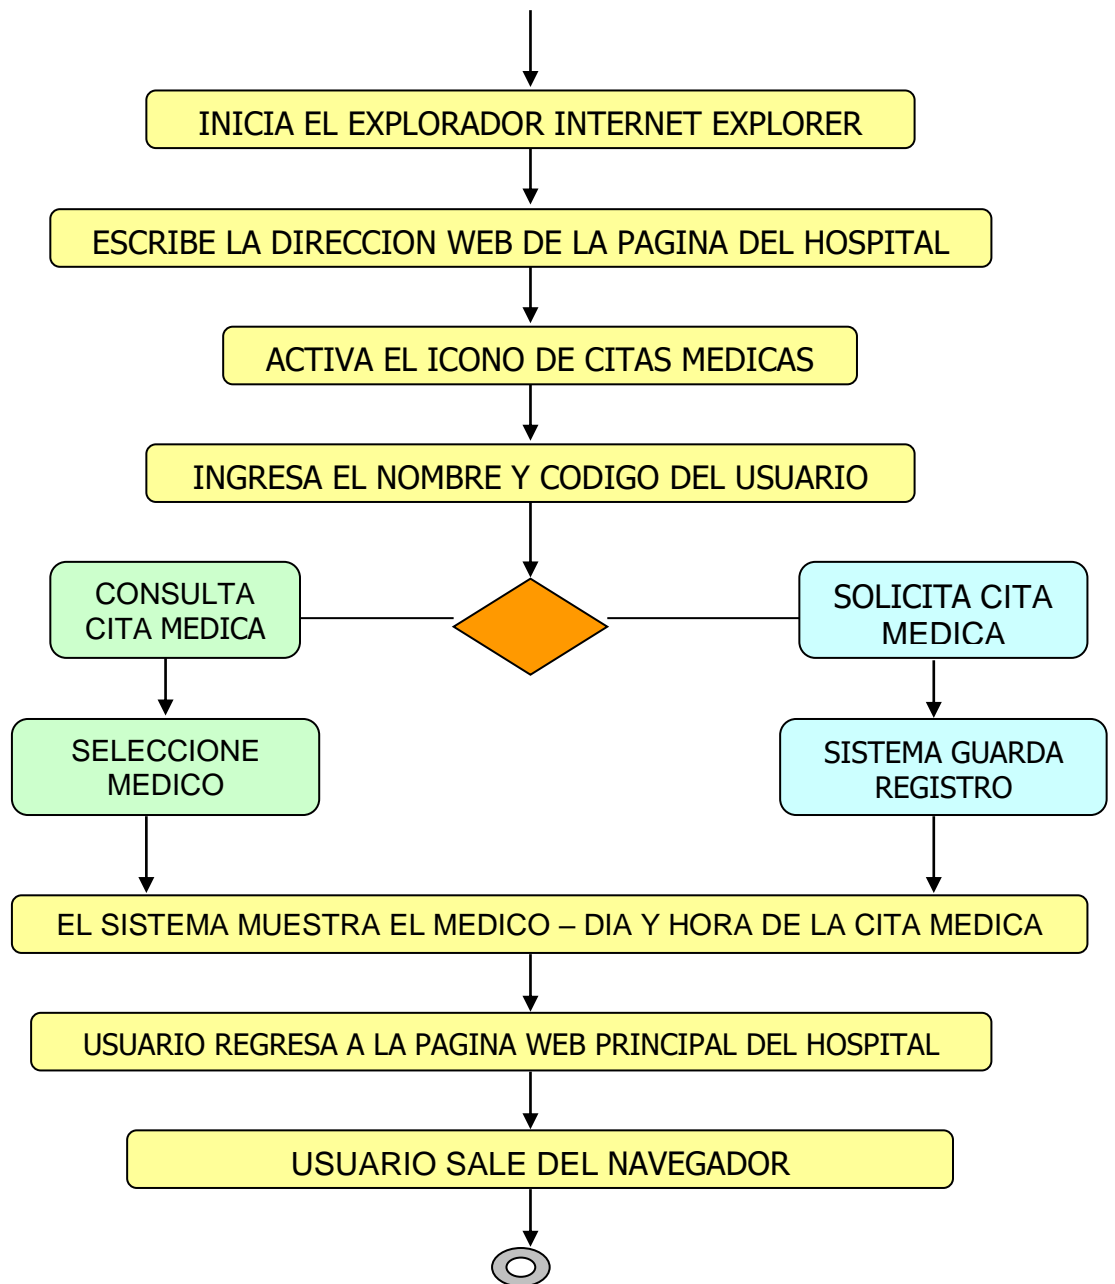 INICIA EL EXPLORADOR INTERNET EXPLORER
ESCRIBE LA DIRECCION WEB DE LA PAGINA DEL HOSPITAL
ACTIVA EL ICONO DE CITAS MEDICAS
INGRESA EL NOMBRE Y CODIGO DEL USUARIO
CONSULTA
CITA MEDICA
SOLICITA CITA
MEDICA
SELECCIONE
MEDICO
SISTEMA GUARDA
REGISTRO
EL SISTEMA MUESTRA EL MEDICO – DIA Y HORA DE LA CITA MEDICA
USUARIO REGRESA A LA PAGINA WEB PRINCIPAL DEL HOSPITAL
USUARIO SALE DEL NAVEGADOR